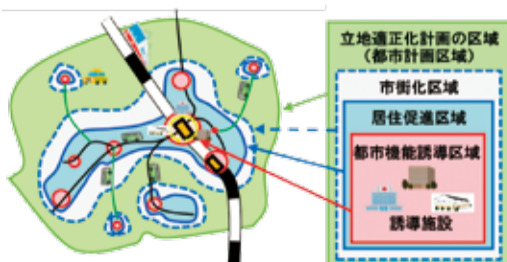 立地適正化計画の区域
（都市計画区域）
市街化区域
居住促進区域
都市機能誘導区域
誘導施設